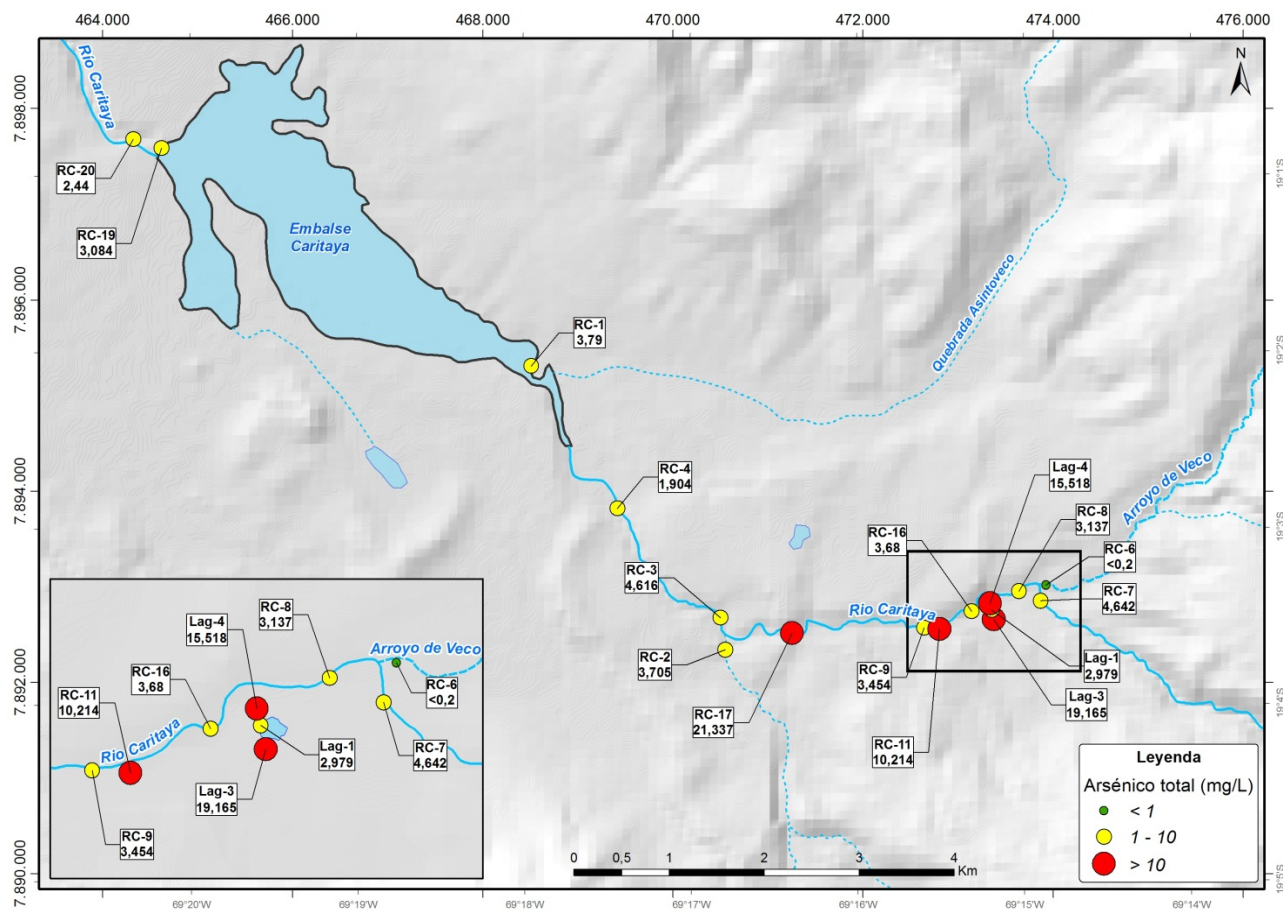 464.000
466.000
468.000
470.000
472.000
474.000
476.000
7.898.000
7.896.000
7.894.000
7.892.000
7.890.000
19°1'S
19°2'S
19°3'S
19°4'S
19°5'S
69°20'W
69°19'W
69°18'W
69°17'W
69°16'W
69°15'W
69°14'W
N
Río Caritaya
RC-20
2,44
RC-19
3,084
Embalse
Caritaya
RC-1
3,79
Quebrada Asintoveco
RC-4
1,904
Arroyo de Veco
Lag-4
15,518
RC-8
3,137
RC-16
3,68
RC-6
<0,2
RC-3
4,616
RC-7
4,642
Rio Caritaya
RC-2
3,705
RC-9
3,454
Lag-1
2,979
RC-17
21,337
Lag-3
19,165
RC-11
10,214
RC-8
3,137
Lag-4
15,518
Arroyo de Veco
RC-16
3,68
RC-6
<0,2
RC-11
10,214
Rio Caritaya
Lag-1
2,979
RC-7
4,642
Lag-3
19,165
RC-9
3,454
0
0,5
1
2
3
4
Km
Leyenda
Arsénico total (mg/L)
< 1
1 - 10
> 10